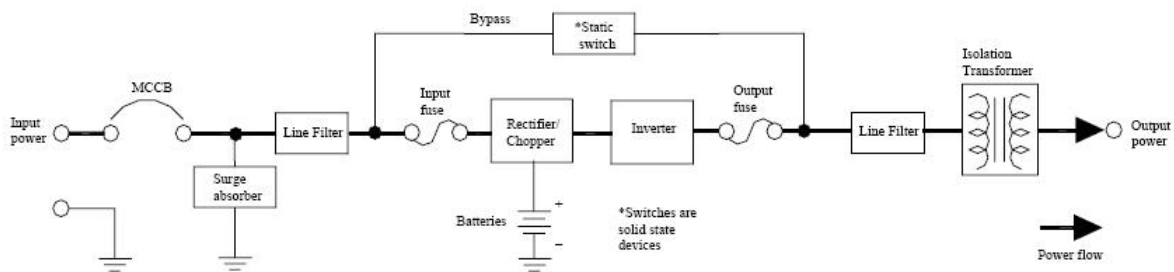 Bypass
*Static
switch
Isolation
Transformer
MCCB
Input
fuse
Output
fuse
Input
power
Line Filter
Rectifier/
Chopper
Inverter
Line Filter
Output
power
Surge
absorber
Batteries
+
−
*Switches are
solid state
devices
Power flow